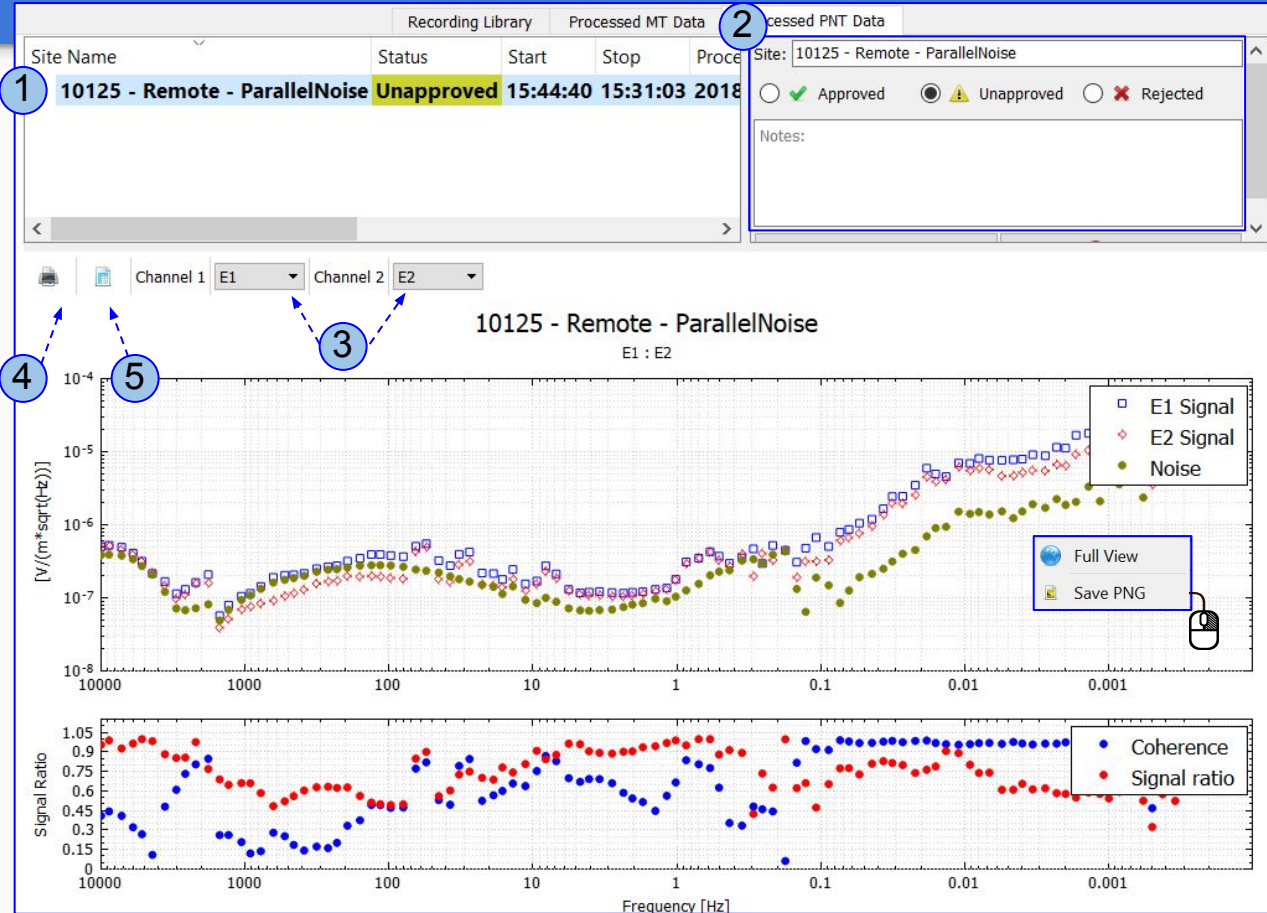 Recording Library Processed MT Data cessed PNT Data
2
Site Name Status Start Stop Proce
1
10125 - Remote - ParallelNoise Unapproved 15:44:40 15:31:03 2018
Site: 10125 - Remote - ParallelNoise
Approved Unapproved Rejected
Notes:
Channel 1 E1 Channel 2 E2
3
4
5
10125 - Remote - ParallelNoise
E1 : E2
[V/(m*sqrt(Hz))]
10-4
10-5
10-6
10-7
10-8
E1 Signal
E2 Signal
Noise
Full View
Save PNG
10000 1000 100 10 1 0.1 0.01 0.001
Signal Ratio
1.05
0.9
0.75
0.6
0.45
0.3
0.15
0
Coherence
Signal ratio
10000 1000 100 10 1 0.1 0.01 0.001
Frequency [Hz]